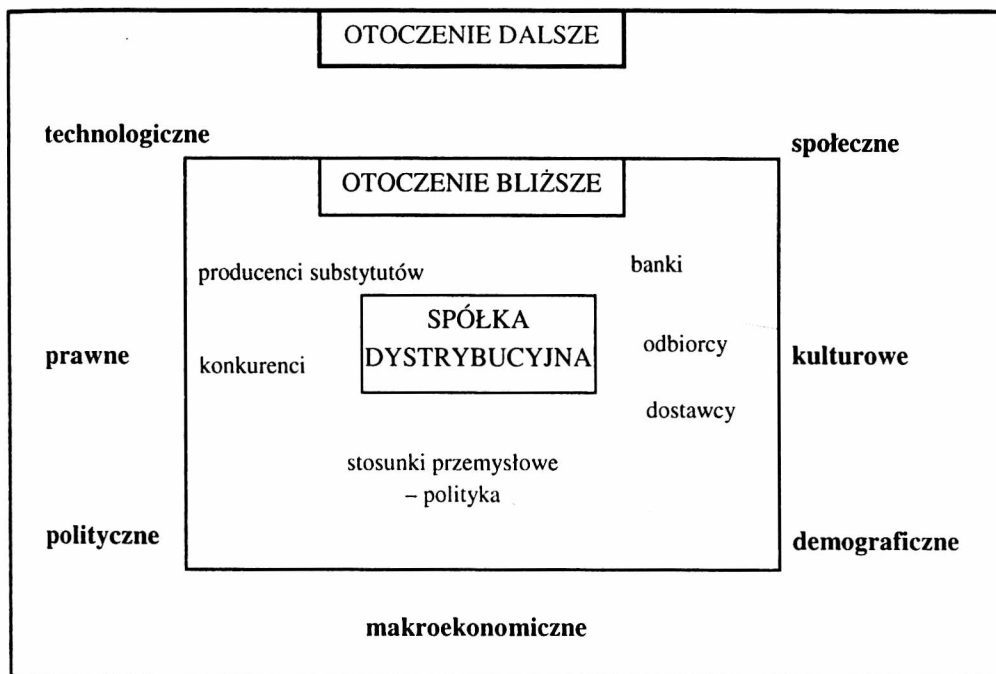 OTOCZENIE DALSZE
technologiczne
społeczne
OTOCZENIE BLIŻSZE
producenci substytutów
banki
SPÓŁKA
DYSTRYBUCYJNA
prawne
konkurenci
odbiorcy
kulturowe
dostawcy
stosunki przemysłowe
– polityka
polityczne
demograficzne
makroekonomiczne